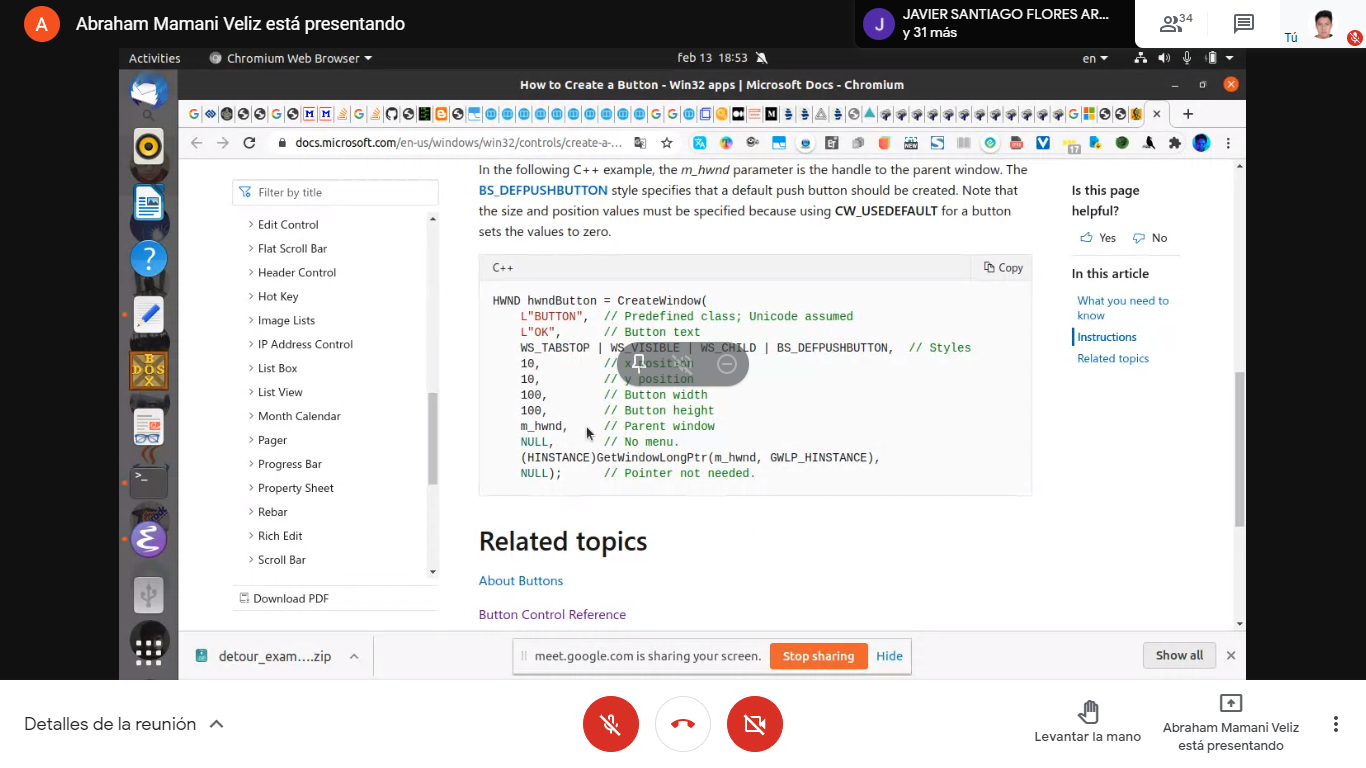 A
Abraham Mamani Veliz está presentando
J
JAVIER SANTIAGO FLORES AR...
y 31 más
34
Tú
Activities
Chromium Web Browser
feb 13 18:53
en
How to Create a Button - Win32 apps | Microsoft Docs - Chromium
docs.microsoft.com/en-us/windows/win32/controls/create-a-...
17
Filter by title
Edit Control
Flat Scroll Bar
Header Control
Hot Key
Image Lists
IP Address Control
List Box
List View
Month Calendar
Pager
Progress Bar
Property Sheet
Rebar
Rich Edit
Scroll Bar
Download PDF
In the following C++ example, the m_hwnd parameter is the handle to the parent window. The
BS_DEFPUSHBUTTON style specifies that a default push button should be created. Note that
the size and position values must be specified because using CW_USEDEFAULT for a button
sets the values to zero.
C++
Copy
HWND hwndButton = CreateWindow(
L"BUTTON", // Predefined class; Unicode assumed
L"OK", // Button text
WS_TABSTOP | WS_VISIBLE | WS_CHILD | BS_DEFPUSHBUTTON, // Styles
10, // x position
10, // y position
100, // Button width
100, // Button height
m_hwnd, // Parent window
NULL, // No menu.
(HINSTANCE)GetWindowLongPtr(m_hwnd, GWLP_HINSTANCE),
NULL); // Pointer not needed.
Related topics
About Buttons
Button Control Reference
Is this page
helpful?
Yes
No
In this article
What you need to
know
Instructions
Related topics
detour_exam....zip
meet.google.com is sharing your screen.
Stop sharing
Hide
Show all
Detalles de la reunión
Levantar la mano
Abraham Mamani Veliz
está presentando